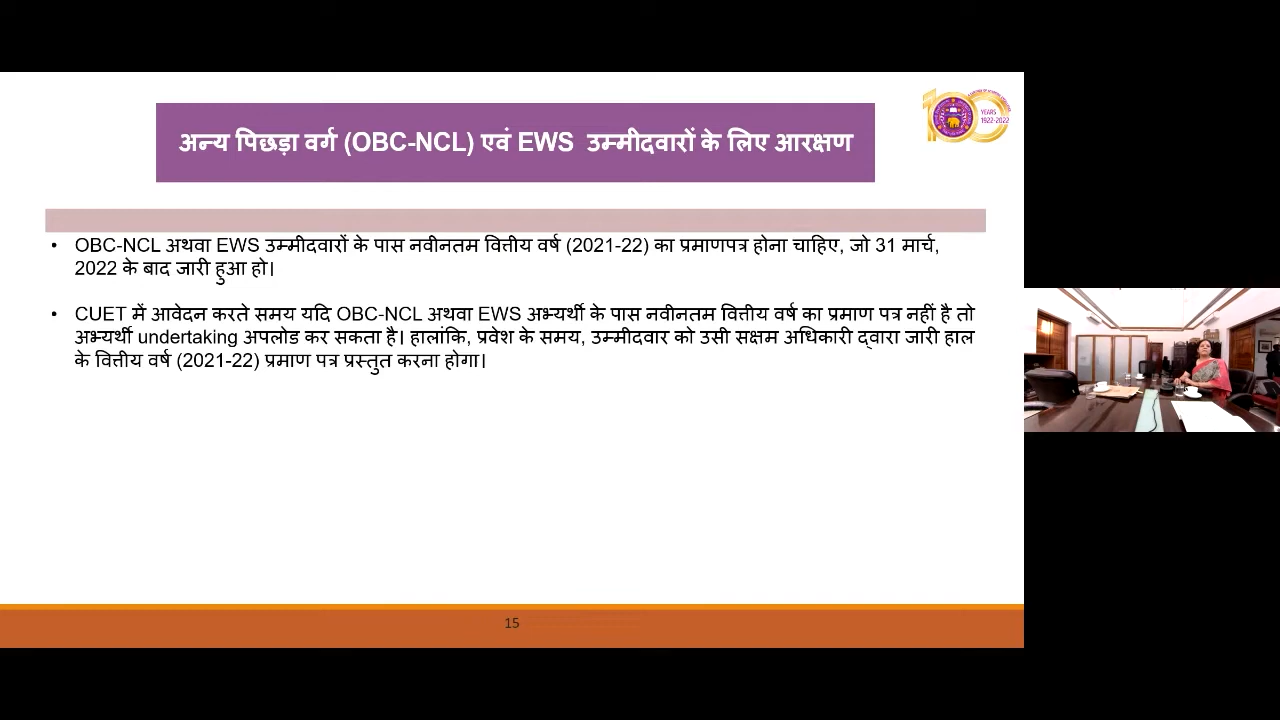 YEARS
1922-2022
अन्य पिछड़ा वर्ग (OBC-NCL) एवं EWS उम्मीदवारों के लिए आरक्षण
• OBC-NCL अथवा EWS उम्मीदवारों के पास नवीनतम वित्तीय वर्ष (2021-22) का प्रमाणपत्र होना चाहिए, जो 31 मार्च,
2022 के बाद जारी हुआ हो।
• CUET में आवेदन करते समय यदि OBC-NCL अथवा EWS अभ्यर्थी के पास नवीनतम वित्तीय वर्ष का प्रमाण पत्र नहीं है तो
अभ्यर्थी undertaking अपलोड कर सकता है। हालांकि, प्रवेश के समय, उम्मीदवार को उसी सक्षम अधिकारी द्वारा जारी हाल
के वित्तीय वर्ष (2021-22) प्रमाण पत्र प्रस्तुत करना होगा।
15